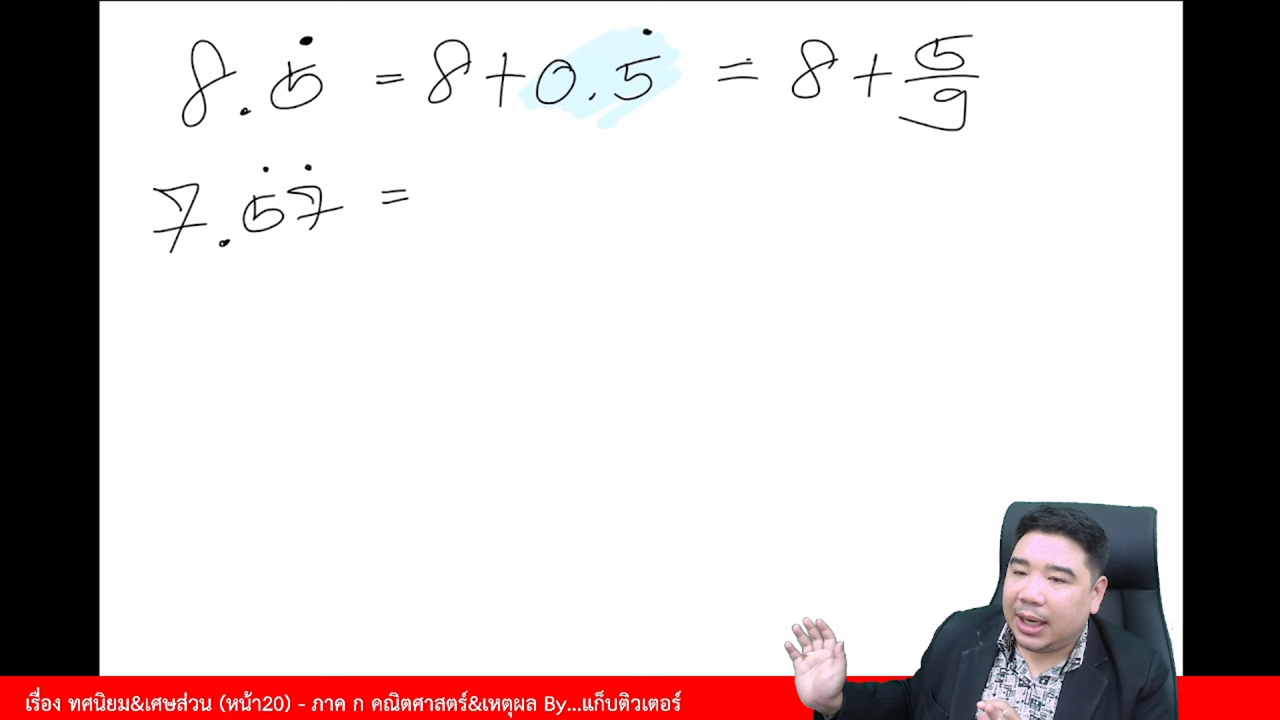 8.5̇ = 8+0.5̇ = 8+5/9
7.5̇7̇ =
เรื่อง ทศนิยม&เศษส่วน (หน้า20) - ภาค ก คณิตศาสตร์&เหตุผล By...แก็บติวเตอร์